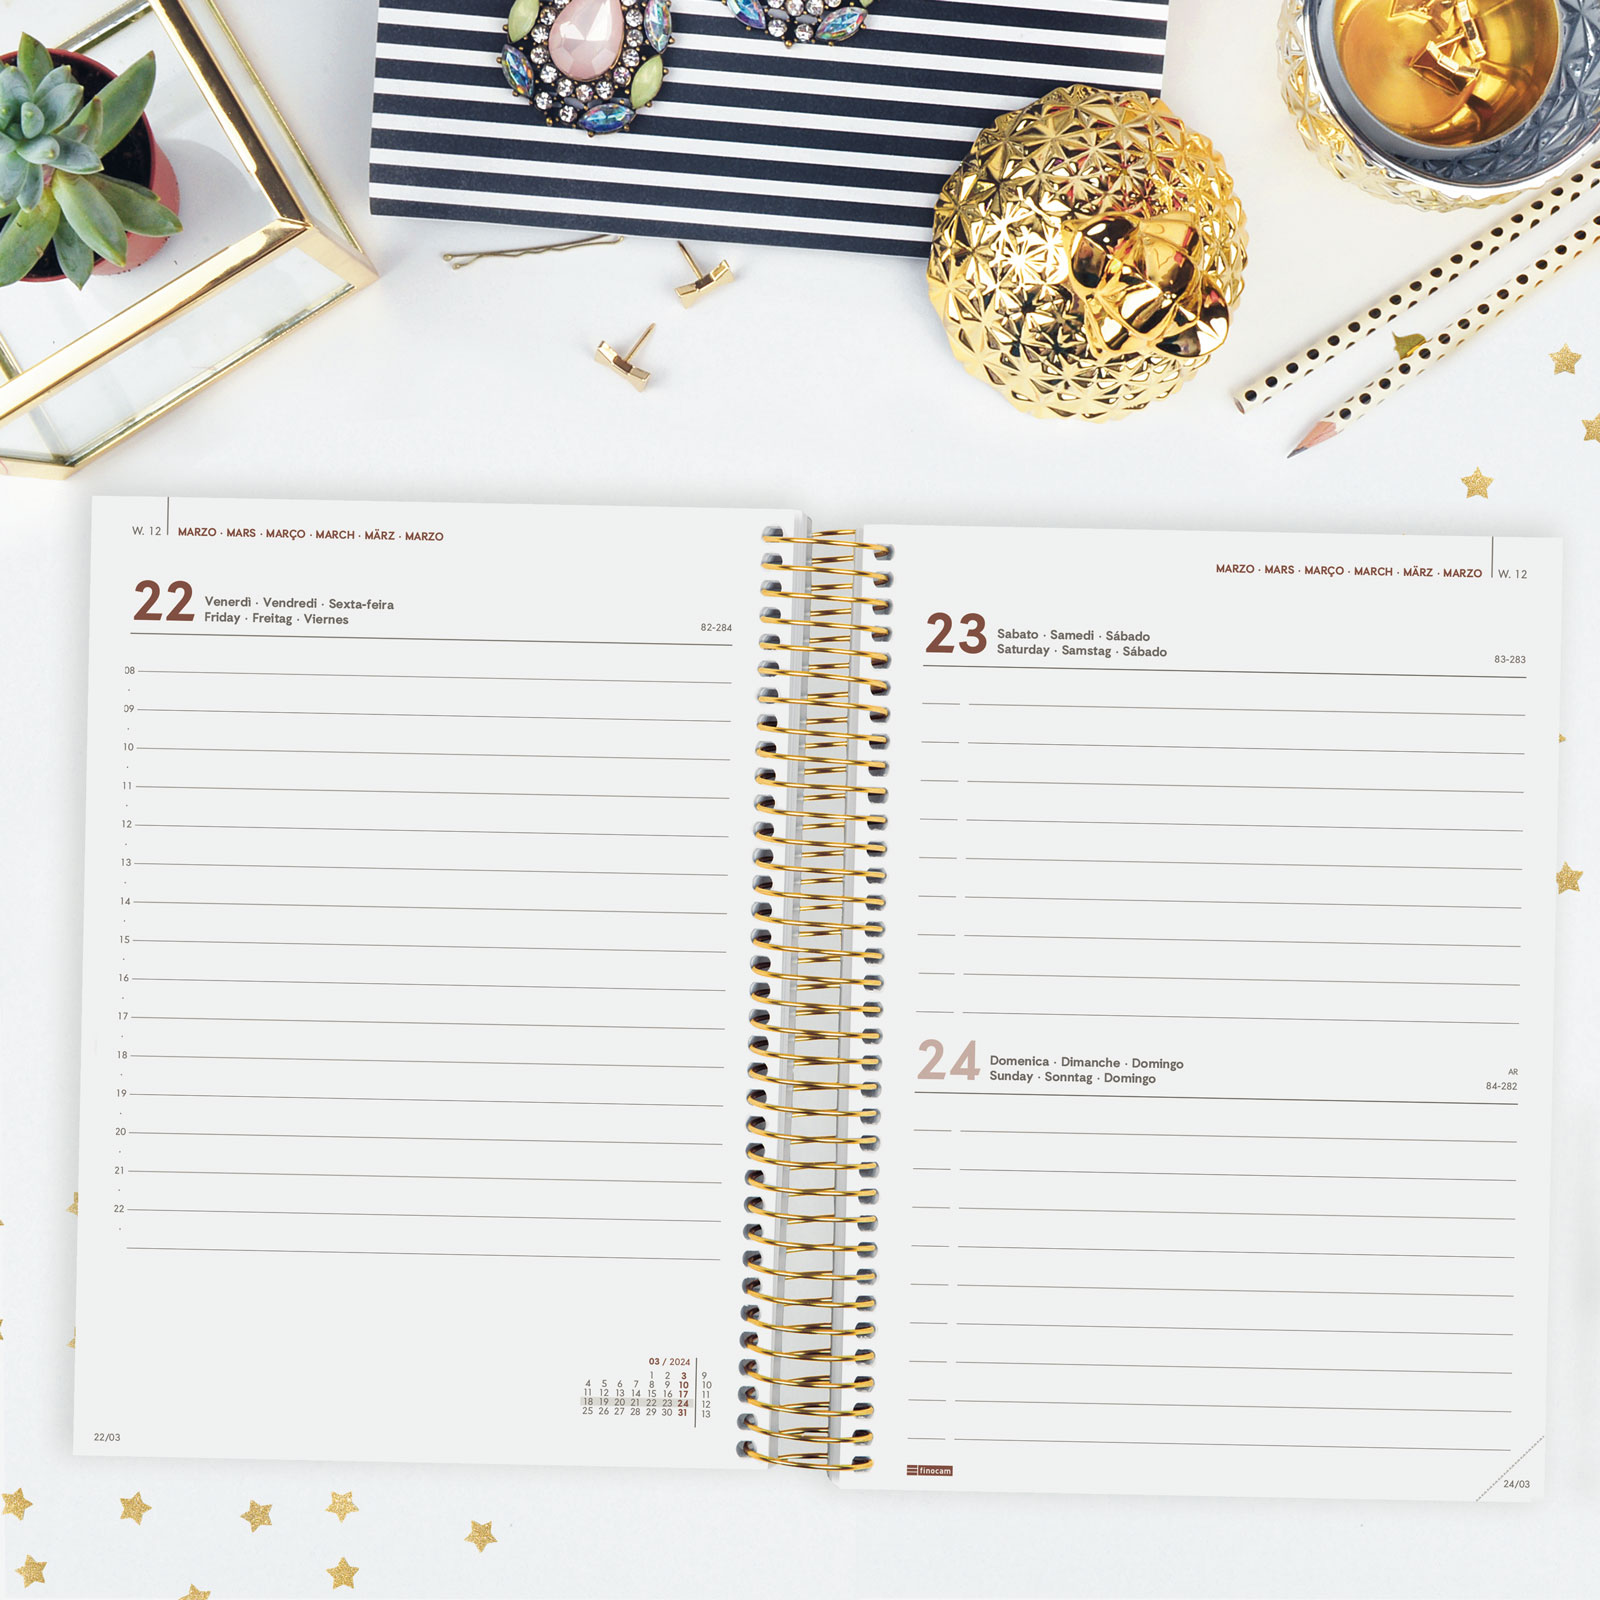 W. 12 MARZO · MARS · MARÇO · MARCH · MÄRZ · MARZO
22 Venerdì · Vendredi · Sexta-feira
Friday · Freitag · Viernes
82-284
08
09
10
11
12
13
14
15
16
17
18
19
20
21
22
03 / 2024
1 2 3 9
4 5 6 7 8 9 10 10
11 12 13 14 15 16 17 11
18 19 20 21 22 23 24 12
25 26 27 28 29 30 31 13
22/03
MARZO · MARS · MARÇO · MARCH · MÄRZ · MARZO W. 12
23 Sabato · Samedi · Sábado
Saturday · Samstag · Sábado
83-283
24 Domenica · Dimanche · Domingo
Sunday · Sonntag · Domingo
AR
84-282
finocam
24/03